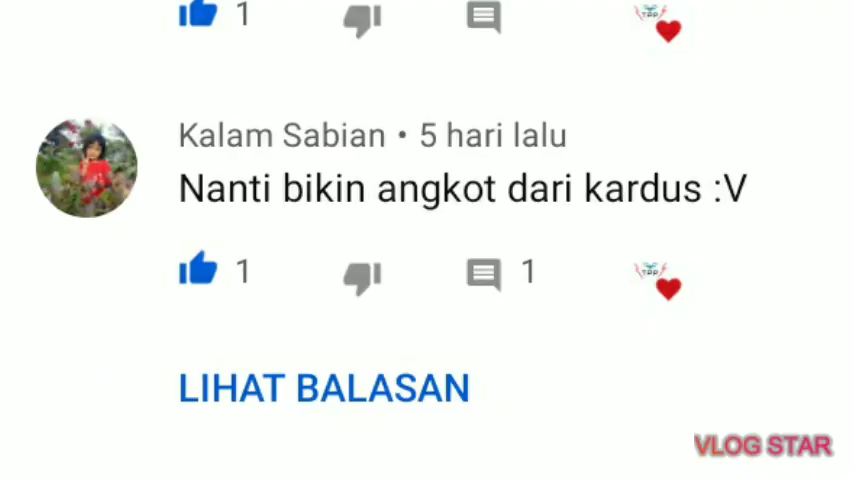 1
Kalam Sabian • 5 hari lalu
Nanti bikin angkot dari kardus :V
1 1
LIHAT BALASAN
VLOG STAR